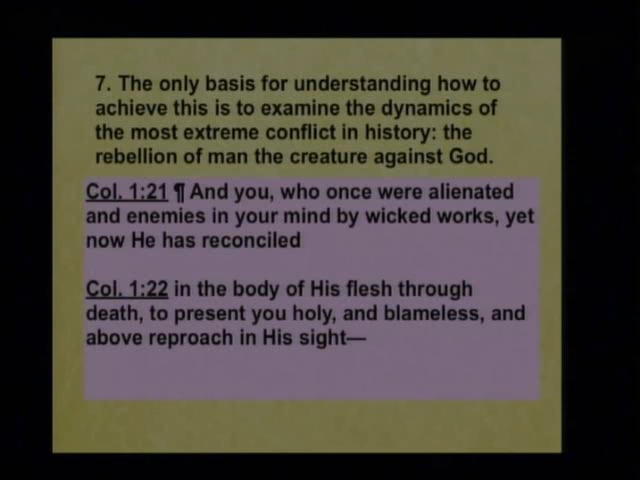 7. The only basis for understanding how to
achieve this is to examine the dynamics of
the most extreme conflict in history: the
rebellion of man the creature against God.
Col. 1:21 ¶ And you, who once were alienated
and enemies in your mind by wicked works, yet
now He has reconciled
Col. 1:22 in the body of His flesh through
death, to present you holy, and blameless, and
above reproach in His sight—